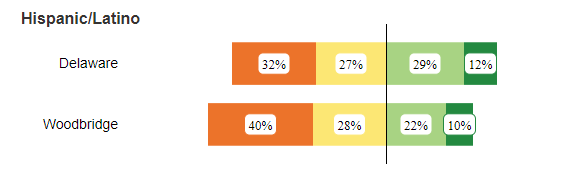 Hispanic/Latino
Delaware 32% 27% 29% 12%
Woodbridge 40% 28% 22% 10%